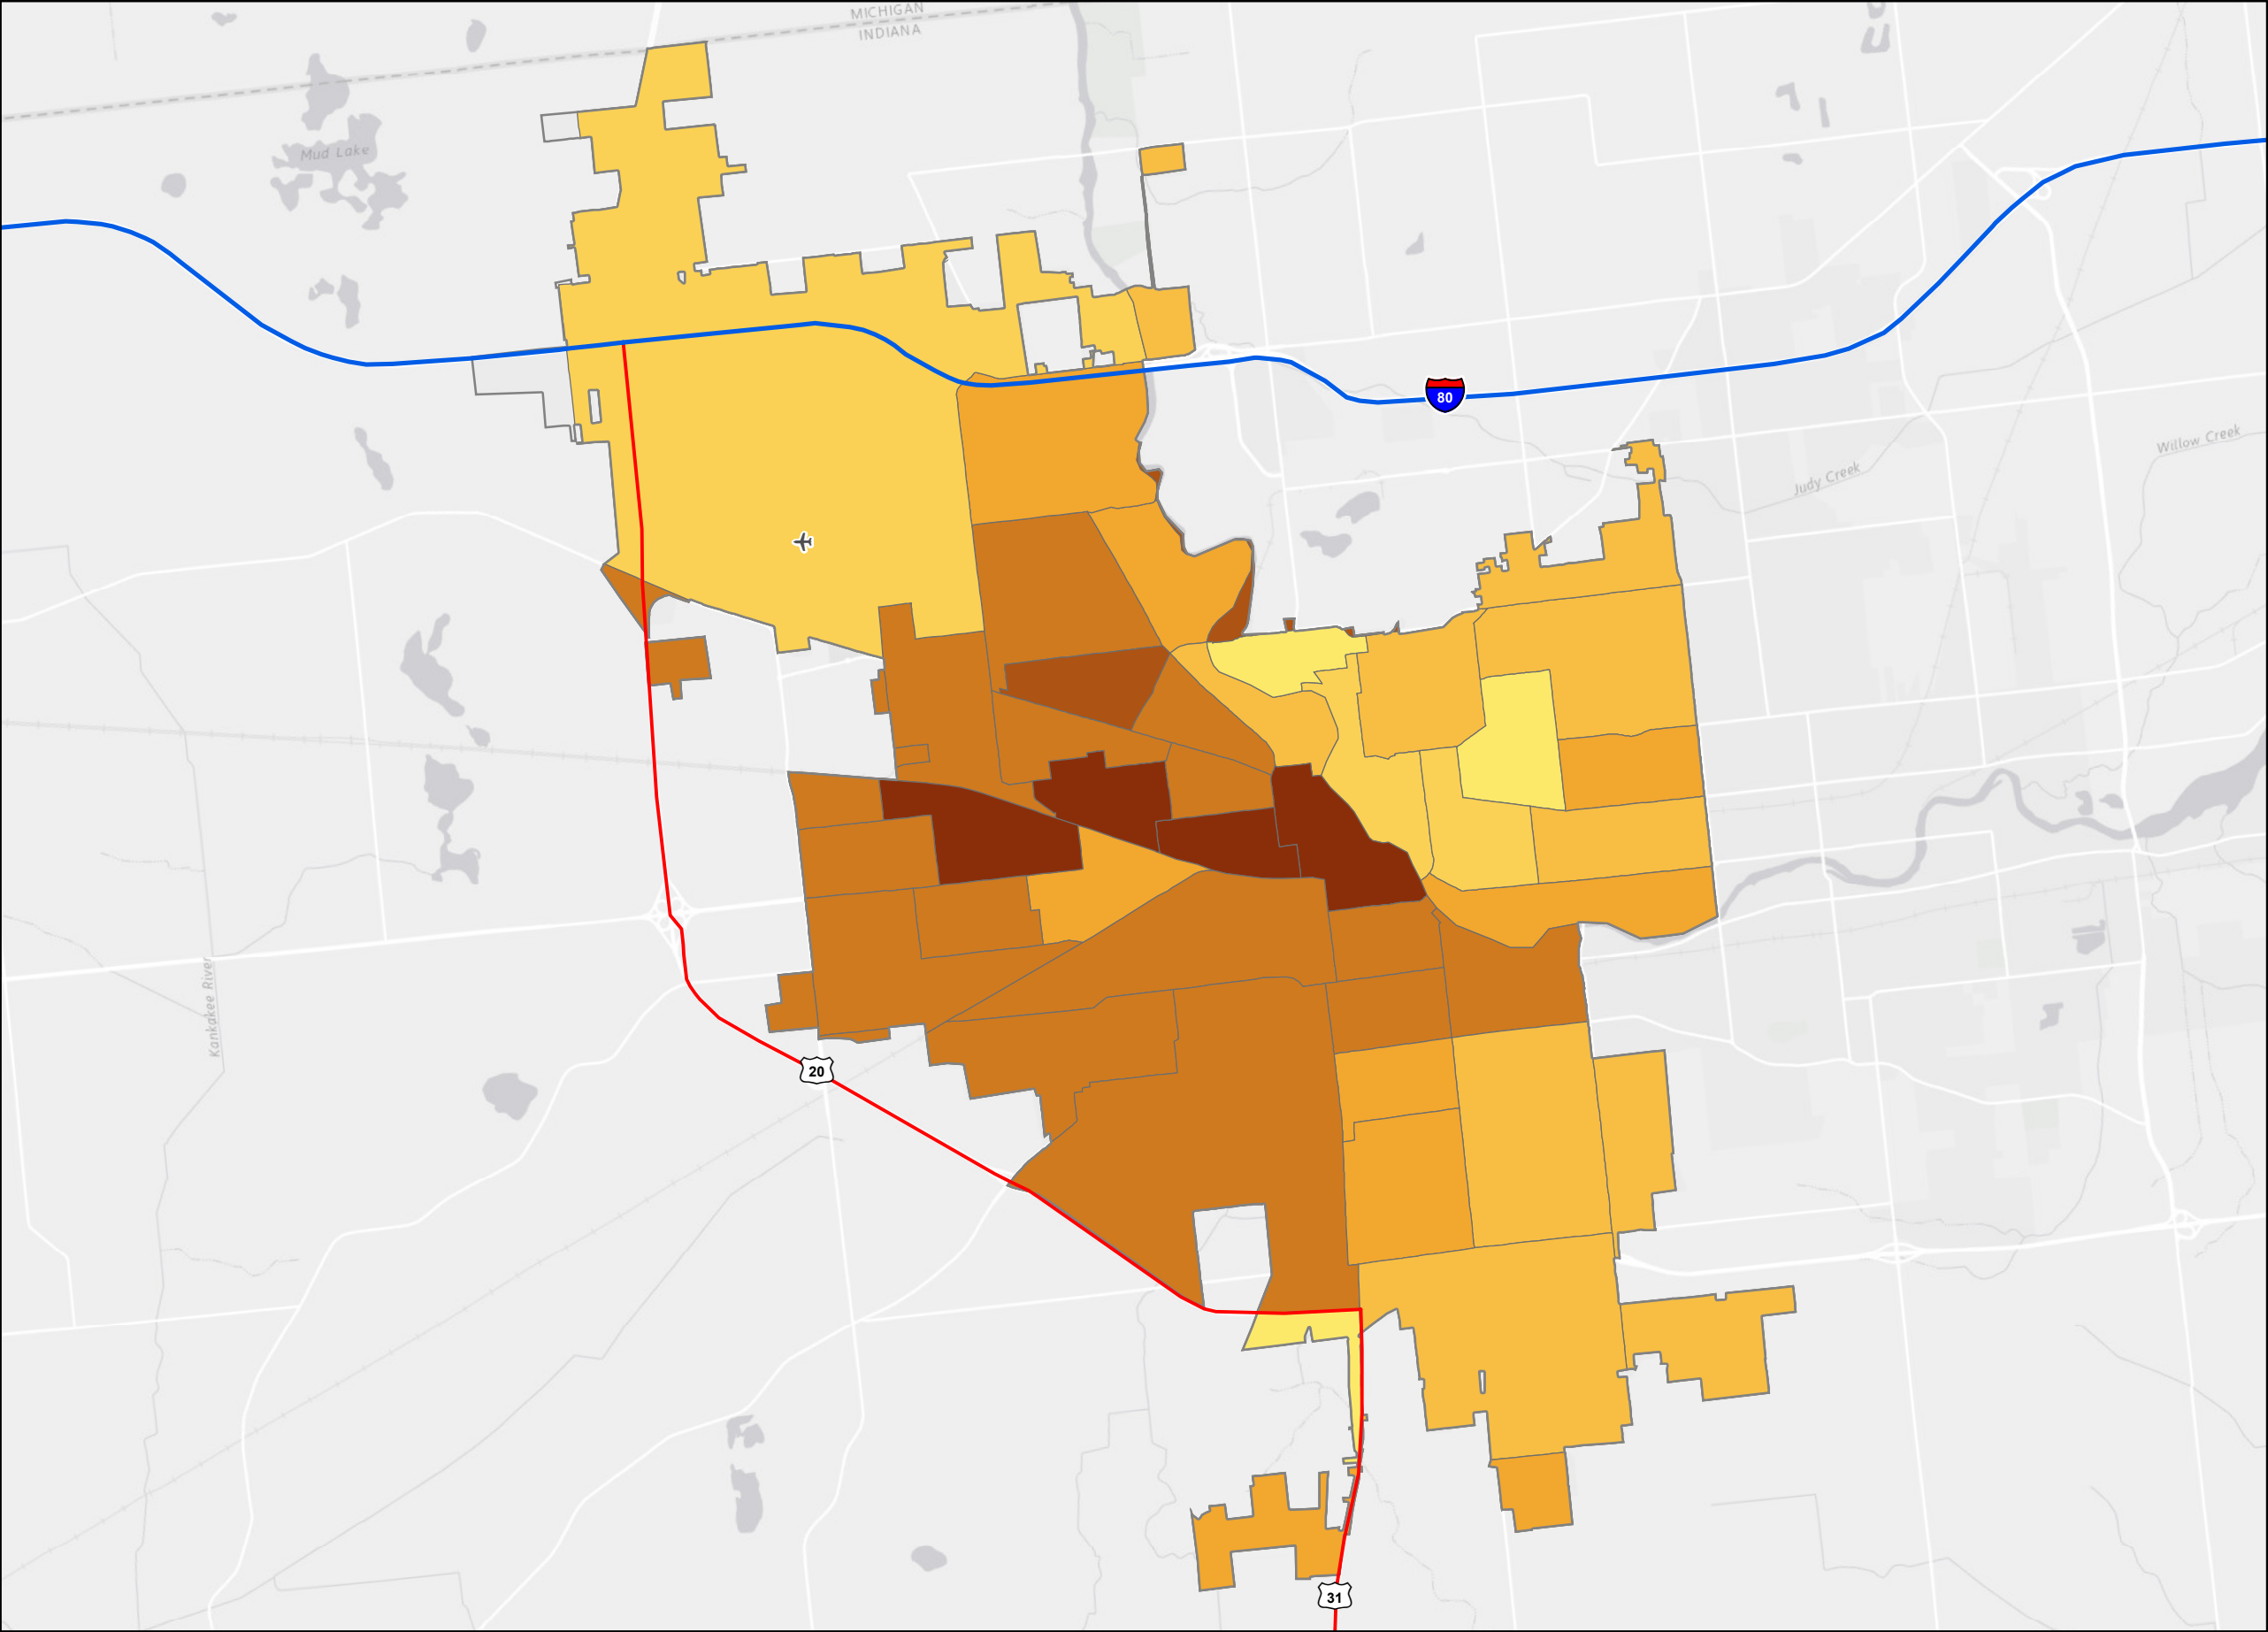 MICHIGAN
INDIANA
Mud Lake
80
Willow Creek
Judy Creek
Kankakee River
20
31